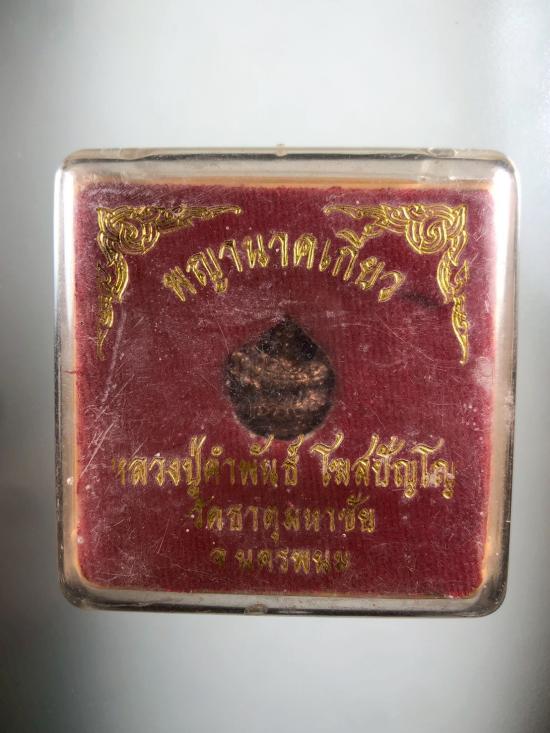 พญานาคเกี้ยว
หลวงปู่คำพันธ์ โฆสปัญโญ
วัดธาตุมหาชัย
จ.นครพนม